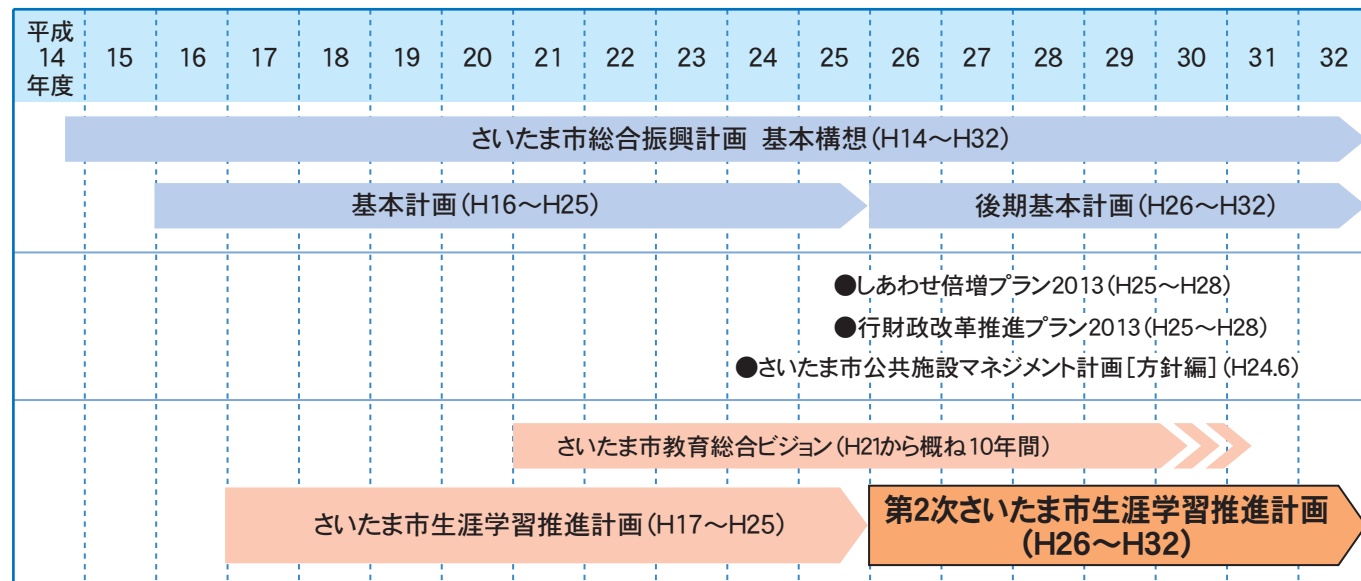 平成
14
年度
15 16 17 18 19 20 21 22 23 24 25 26 27 28 29 30 31 32
さいたま市総合振興計画 基本構想(H14～H32)
基本計画(H16～H25) 後期基本計画(H26～H32)
●しあわせ倍増プラン2013(H25～H28)
●行財政改革推進プラン2013(H25～H28)
●さいたま市公共施設マネジメント計画[方針編](H24.6)
さいたま市教育総合ビジョン(H21から概ね10年間)
さいたま市生涯学習推進計画(H17～H25)
第2次さいたま市生涯学習推進計画
(H26～H32)